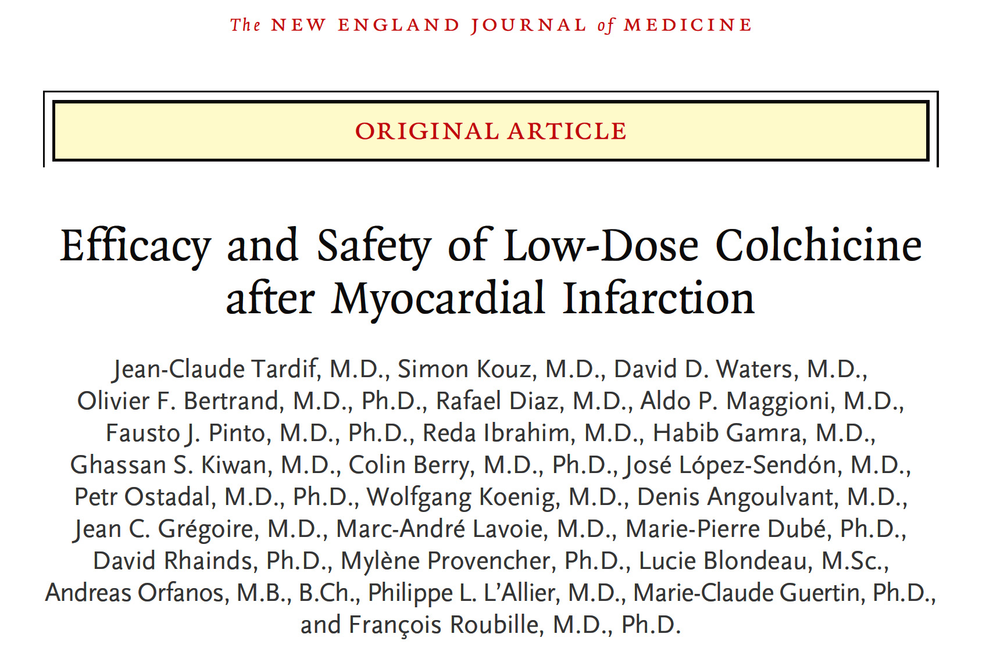 The NEW ENGLAND JOURNAL of MEDICINE
ORIGINAL ARTICLE
Efficacy and Safety of Low-Dose Colchicine
after Myocardial Infarction
Jean-Claude Tardif, M.D., Simon Kouz, M.D., David D. Waters, M.D.,
Olivier F. Bertrand, M.D., Ph.D., Rafael Diaz, M.D., Aldo P. Maggioni, M.D.,
Fausto J. Pinto, M.D., Ph.D., Reda Ibrahim, M.D., Habib Gamra, M.D.,
Ghassan S. Kiwan, M.D., Colin Berry, M.D., Ph.D., José López-Sendón, M.D.,
Petr Ostadal, M.D., Ph.D., Wolfgang Koenig, M.D., Denis Angoulvant, M.D.,
Jean C. Grégoire, M.D., Marc-André Lavoie, M.D., Marie-Pierre Dubé, Ph.D.,
David Rhainds, Ph.D., Mylène Provencher, Ph.D., Lucie Blondeau, M.Sc.,
Andreas Orfanos, M.B., B.Ch., Philippe L. L’Allier, M.D., Marie-Claude Guertin, Ph.D.,
and François Roubille, M.D., Ph.D.